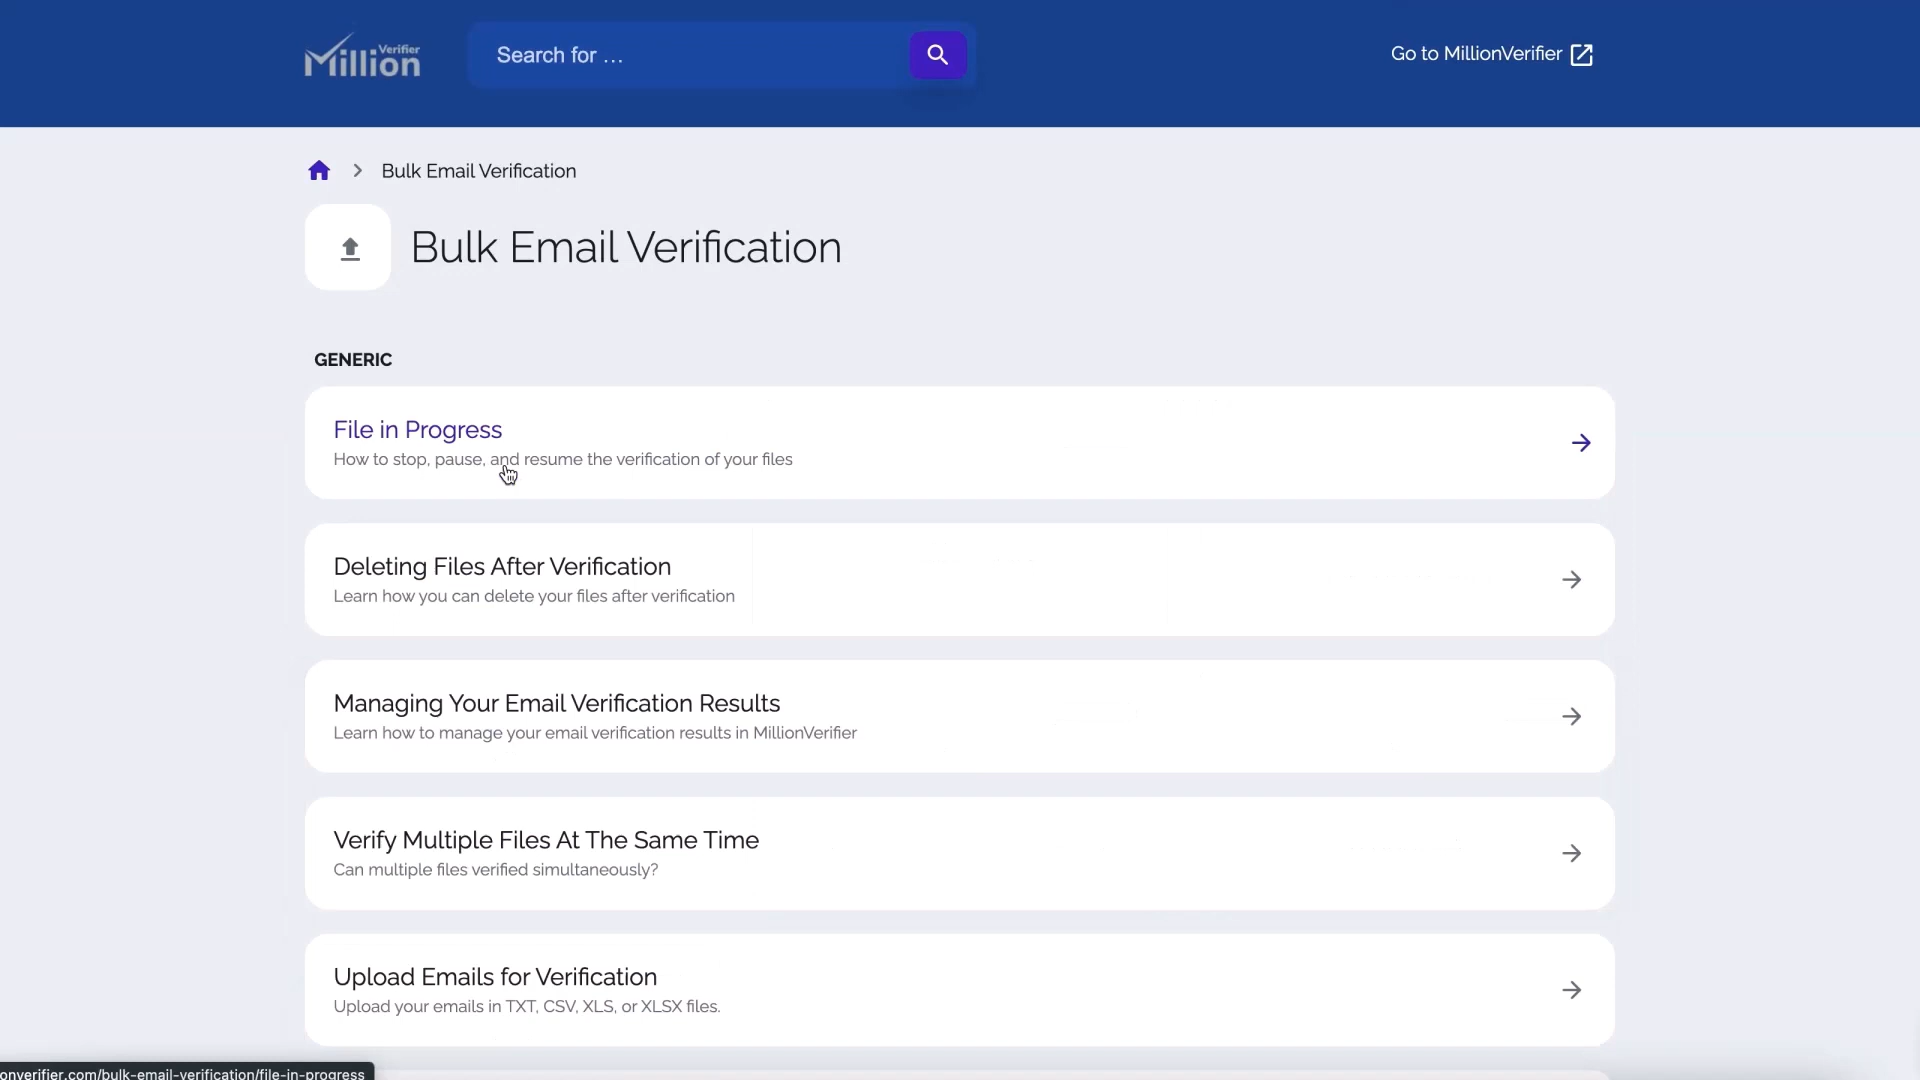 Million Verifier
Search for ...
Go to MillionVerifier
Bulk Email Verification
Bulk Email Verification
GENERIC
File in Progress
How to stop, pause, and resume the verification of your files
Deleting Files After Verification
Learn how you can delete your files after verification
Managing Your Email Verification Results
Learn how to manage your email verification results in MillionVerifier
Verify Multiple Files At The Same Time
Can multiple files verified simultaneously?
Upload Emails for Verification
Upload your emails in TXT, CSV, XLS, or XLSX files.
onverifier.com/bulk-email-verification/file-in-progress